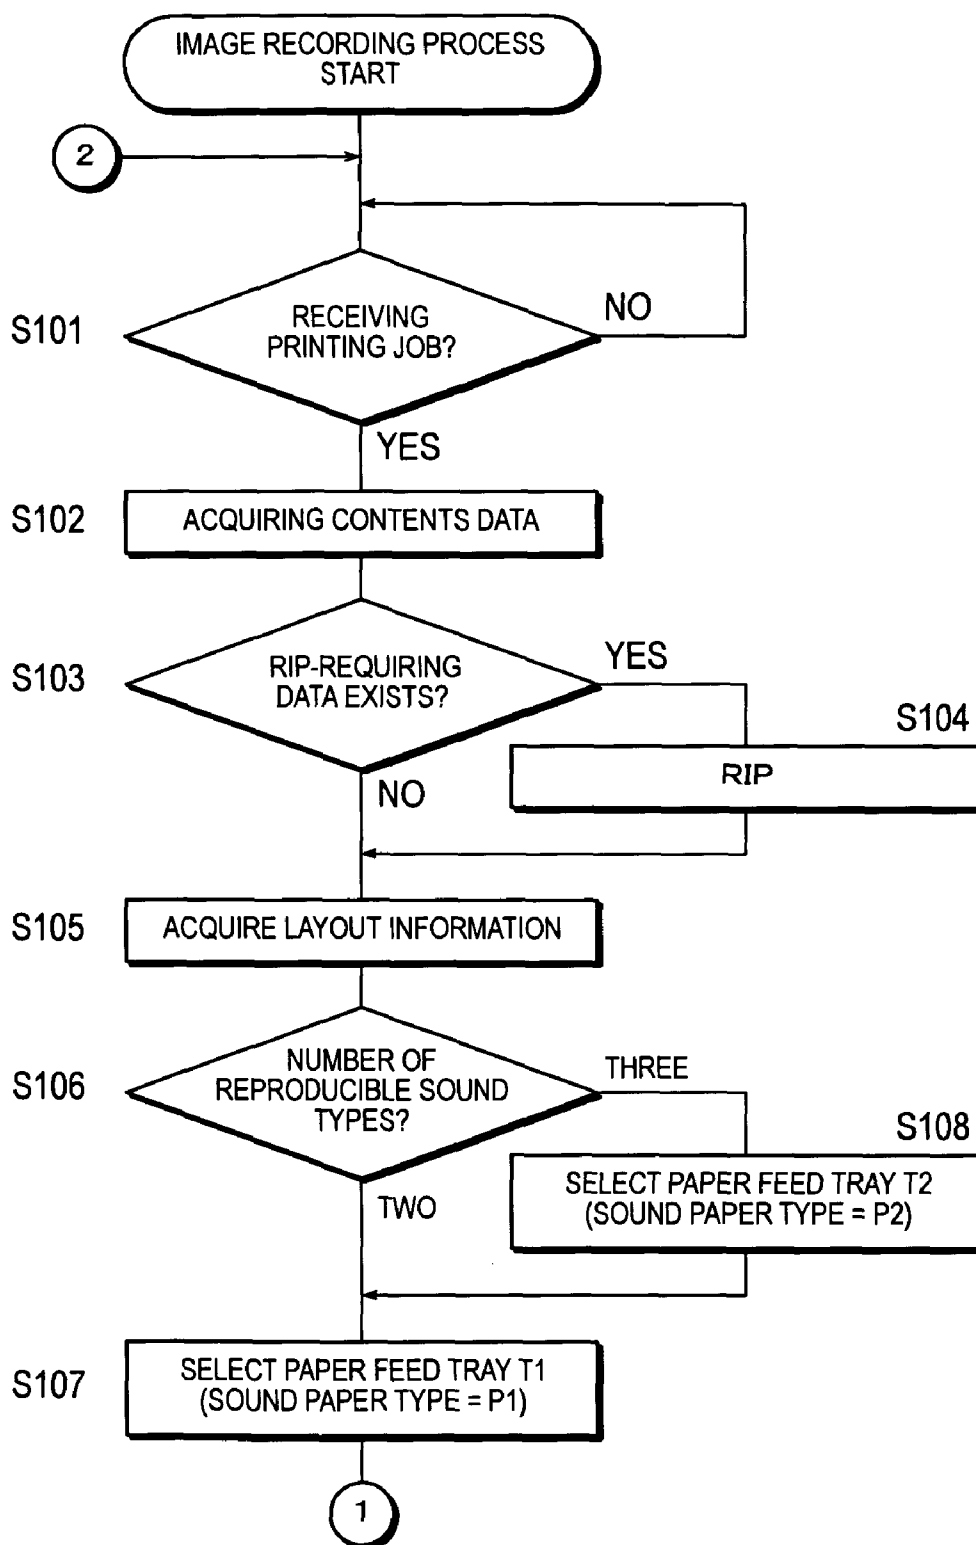 IMAGE RECORDING PROCESS
START
2
S101
RECEIVING
PRINTING JOB?
NO
YES
S102
ACQUIRING CONTENTS DATA
S103
RIP-REQUIRING
DATA EXISTS?
YES
S104
RIP
NO
S105
ACQUIRE LAYOUT INFORMATION
S106
NUMBER OF
REPRODUCIBLE SOUND
TYPES?
THREE
S108
SELECT PAPER FEED TRAY T2
(SOUND PAPER TYPE = P2)
TWO
S107
SELECT PAPER FEED TRAY T1
(SOUND PAPER TYPE = P1)
1